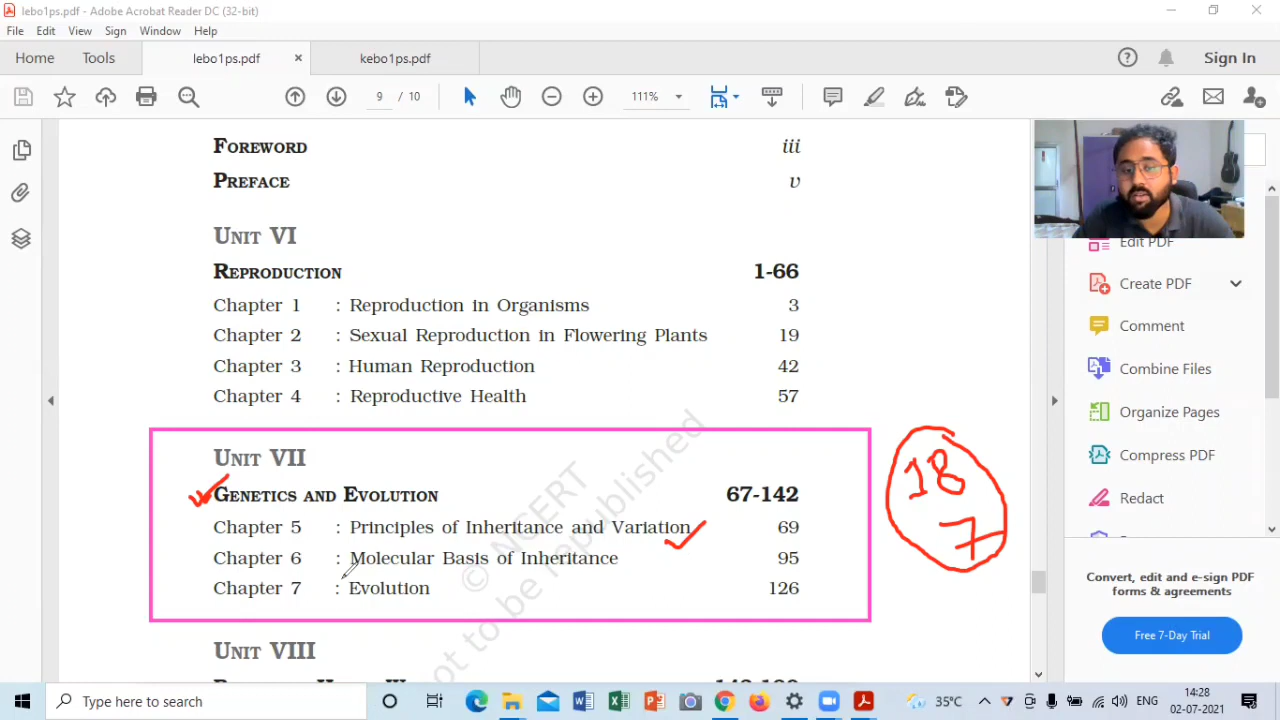 lebo1ps.pdf - Adobe Acrobat Reader DC (32-bit)
File Edit View Sign Window Help
Home Tools lebo1ps.pdf × kebo1ps.pdf Sign In
9 / 10 111%
FOREWORD iii
PREFACE v
UNIT VI
REPRODUCTION 1-66
Chapter 1 : Reproduction in Organisms 3
Chapter 2 : Sexual Reproduction in Flowering Plants 19
Chapter 3 : Human Reproduction 42
Chapter 4 : Reproductive Health 57
UNIT VII
GENETICS AND EVOLUTION 67-142
Chapter 5 : Principles of Inheritance and Variation 69
Chapter 6 : Molecular Basis of Inheritance 95
Chapter 7 : Evolution 126
UNIT VIII
© NCERT
not to be republished
18
7
Edit PDF
Create PDF
Comment
Combine Files
Organize Pages
Compress PDF
Redact
Convert, edit and e-sign PDF
forms & agreements
Free 7-Day Trial
Type here to search
35°C ENG 14:28
02-07-2021